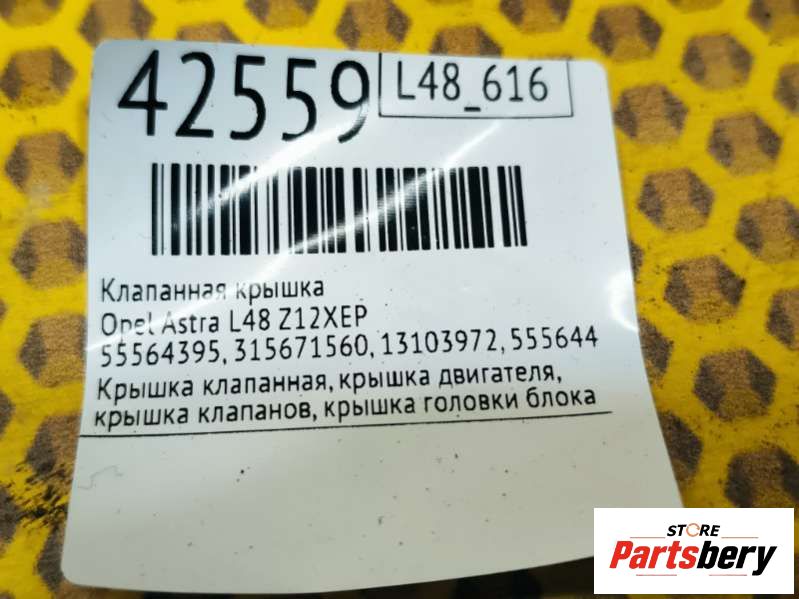 42559
L48_616
Клапанная крышка
Opel Astra L48 Z12XEP
55564395, 315671560, 13103972, 555644
Крышка клапанная, крышка двигателя,
крышка клапанов, крышка головки блока
STORE
Partsbery